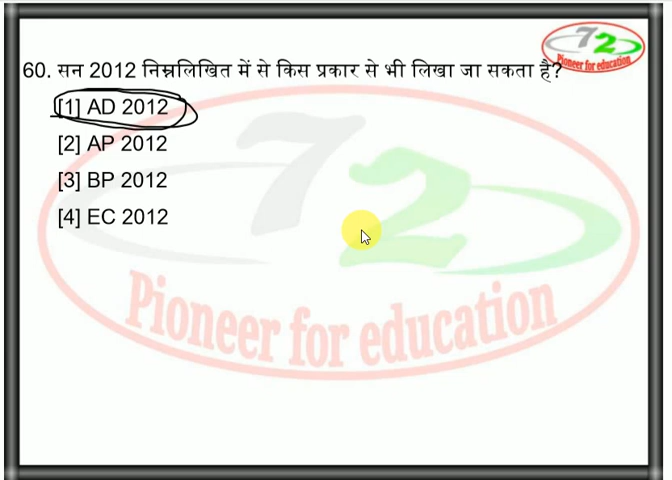 72
Pioneer for education
60. सन 2012 निम्नलिखित में से किस प्रकार से भी लिखा जा सकता है?
[1] AD 2012
[2] AP 2012
[3] BP 2012
[4] EC 2012
72
Pioneer for education